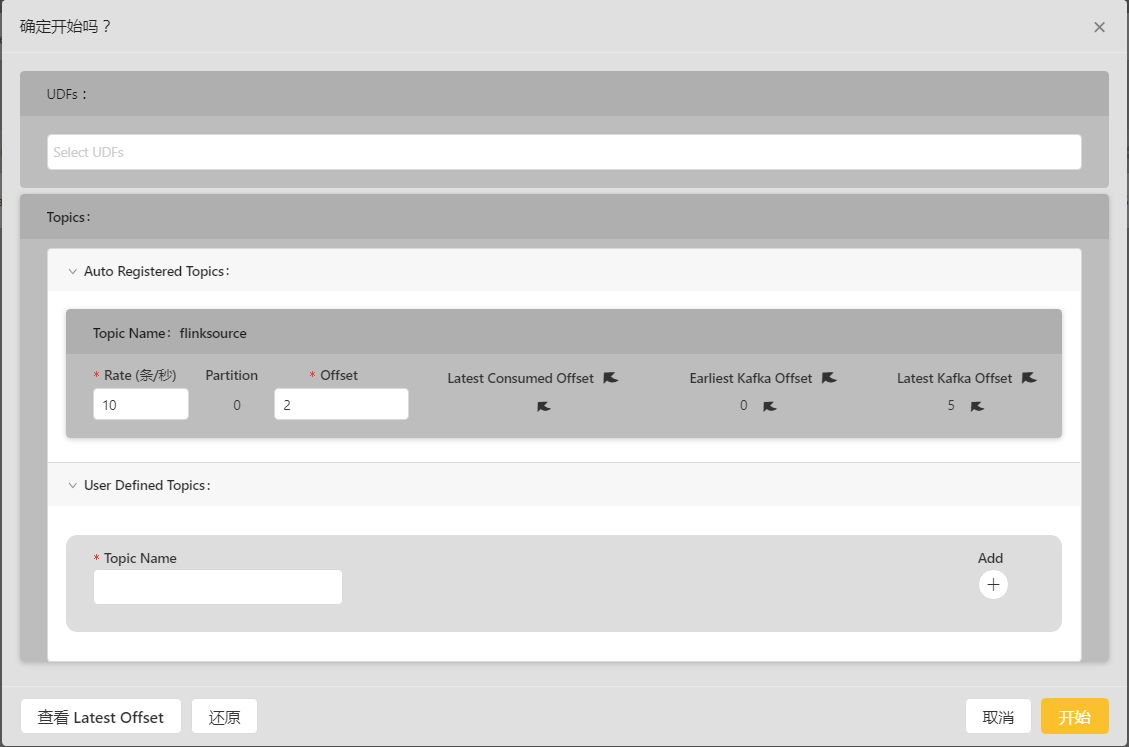 确定开始吗？
UDFs：
Select UDFs
Topics：
Auto Registered Topics：
Topic Name：flinksource
* Rate (条/秒) Partition * Offset Latest Consumed Offset Earliest Kafka Offset Latest Kafka Offset
10 0 2 0 5
User Defined Topics：
* Topic Name Add
查看 Latest Offset 还原 取消 开始